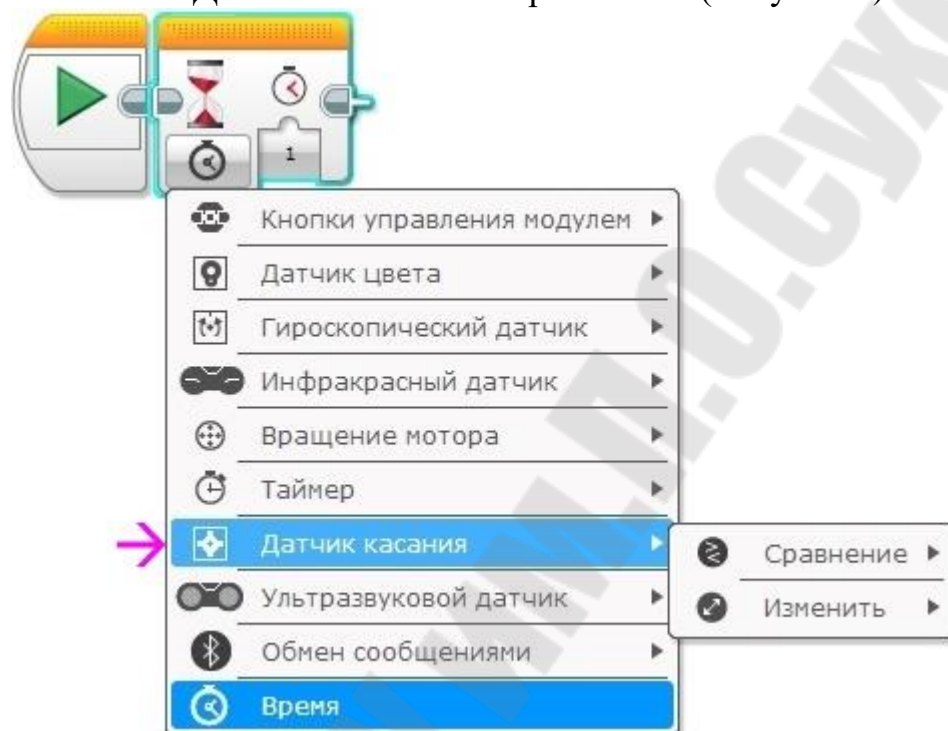 1
Кнопки управления модулем
Датчик цвета
Гироскопический датчик
Инфракрасный датчик
Вращение мотора
Таймер
Датчик касания
Сравнение
Изменить
Ультразвуковой датчик
Обмен сообщениями
Время